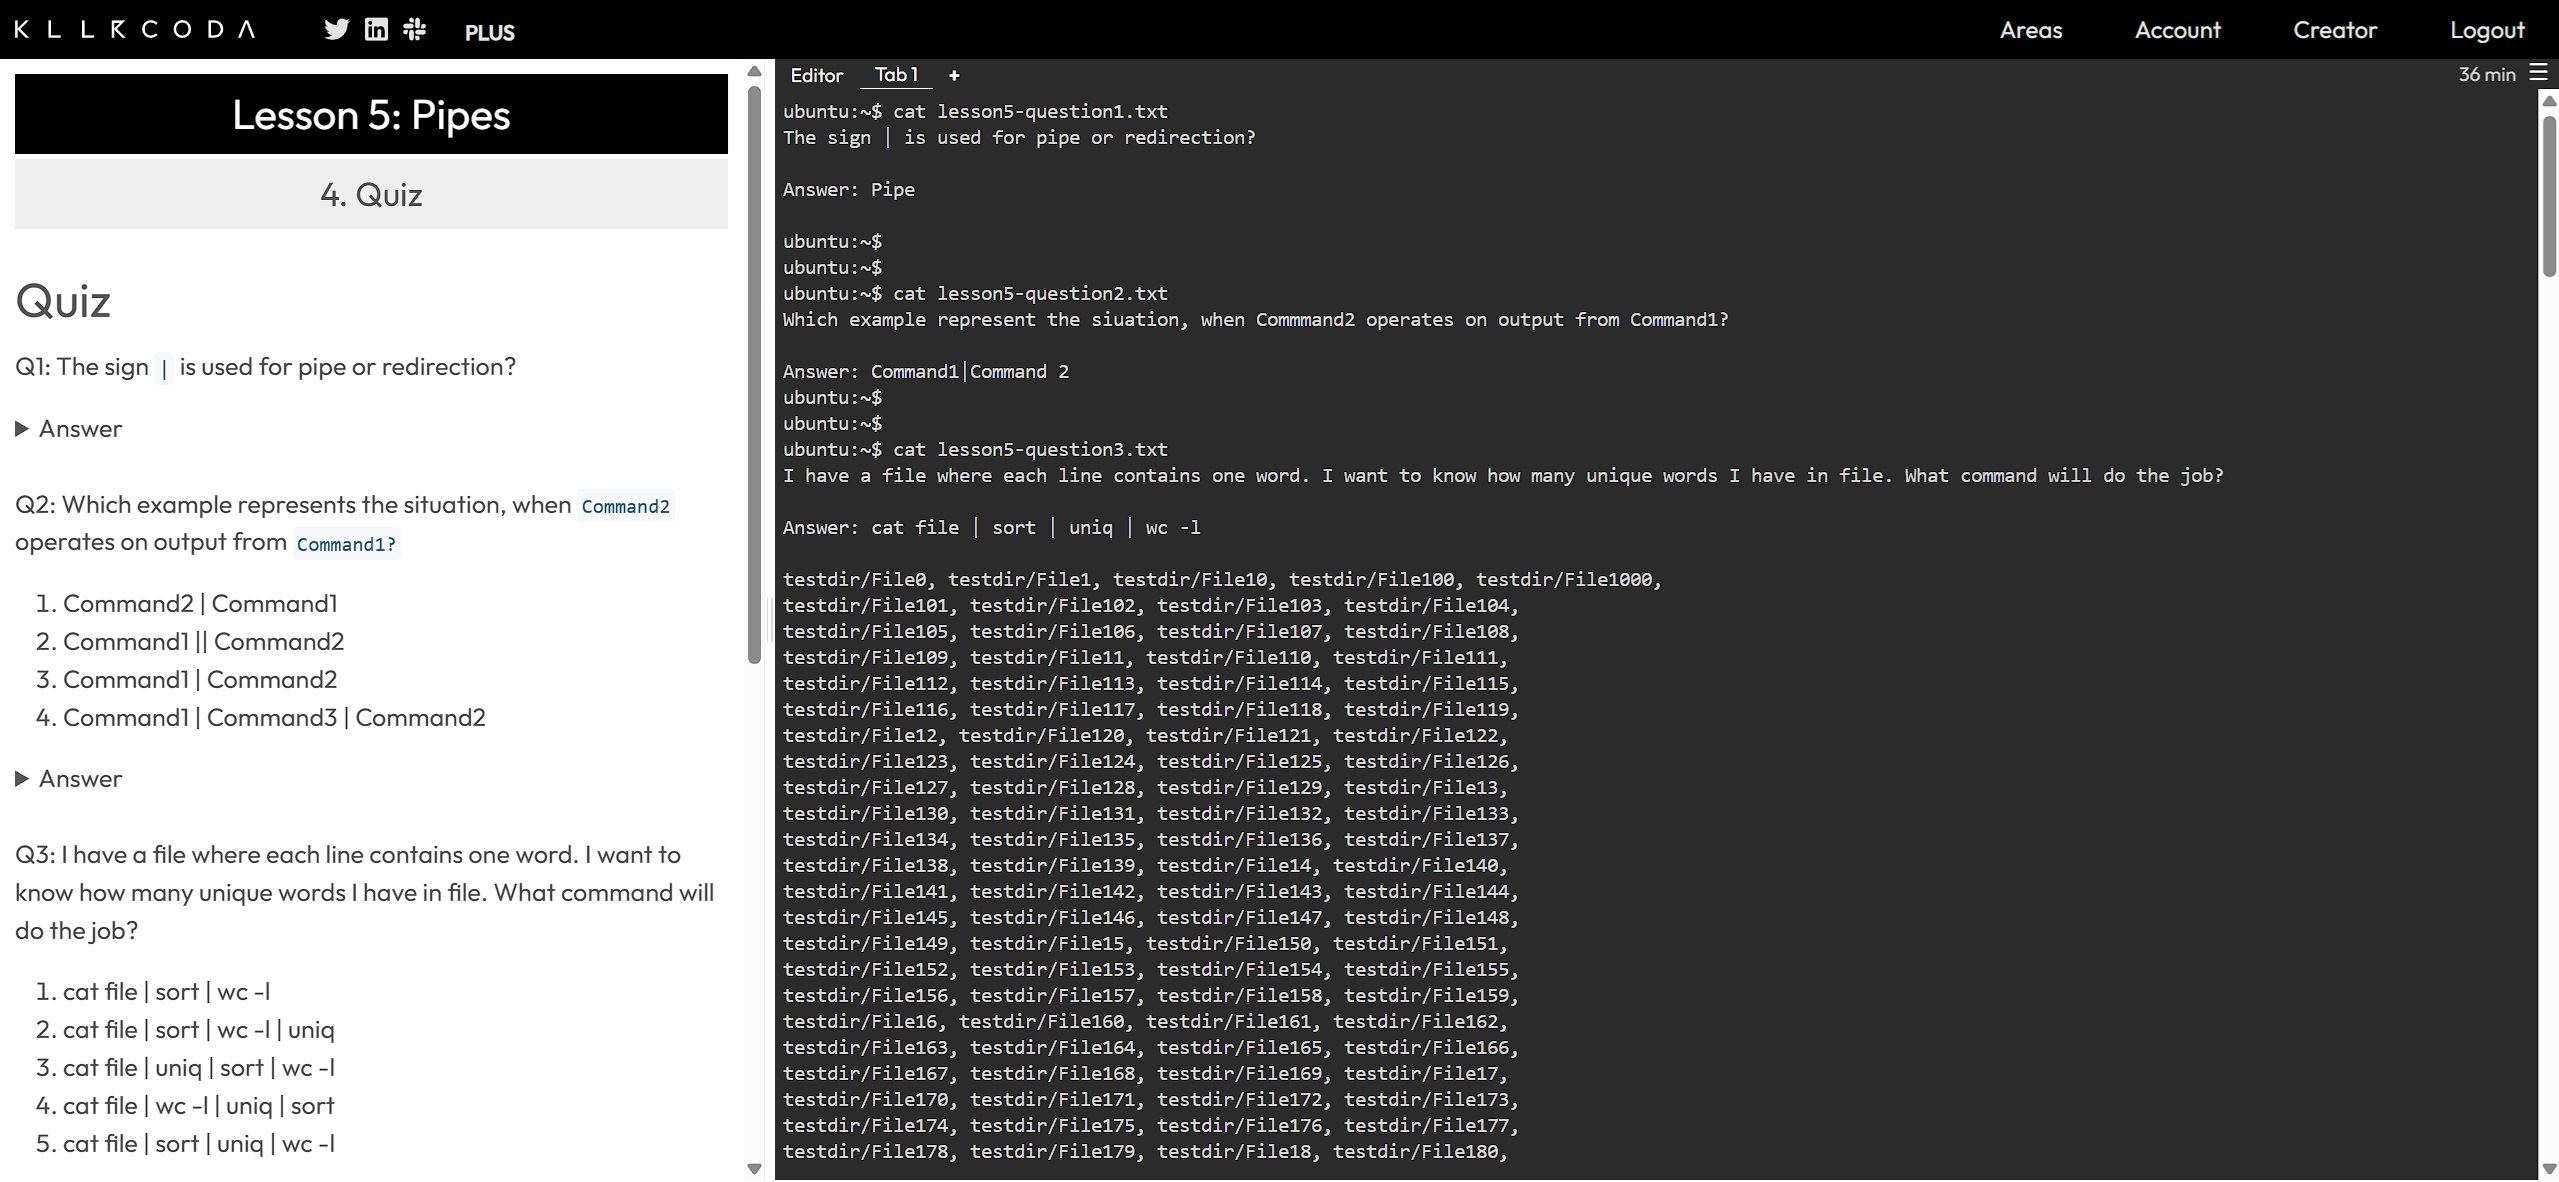 KLLRCODA PLUS Areas Account Creator Logout
Lesson 5: Pipes
4. Quiz
Quiz
Q1: The sign | is used for pipe or redirection?
▶ Answer
Q2: Which example represents the situation, when Command2
operates on output from Command1?
1. Command2 | Command1
2. Command1 || Command2
3. Command1 | Command2
4. Command1 | Command3 | Command2
▶ Answer
Q3: I have a file where each line contains one word. I want to
know how many unique words I have in file. What command will
do the job?
1. cat file | sort | wc -l
2. cat file | sort | wc -l | uniq
3. cat file | uniq | sort | wc -l
4. cat file | wc -l | uniq | sort
5. cat file | sort | uniq | wc -l
Editor Tab 1 + 36 min
ubuntu:~$ cat lesson5-question1.txt
The sign | is used for pipe or redirection?
Answer: Pipe
ubuntu:~$
ubuntu:~$
ubuntu:~$ cat lesson5-question2.txt
Which example represent the siuation, when Commmand2 operates on output from Command1?
Answer: Command1|Command 2
ubuntu:~$
ubuntu:~$
ubuntu:~$ cat lesson5-question3.txt
I have a file where each line contains one word. I want to know how many unique words I have in file. What command will do the job?
Answer: cat file | sort | uniq | wc -l
testdir/File0, testdir/File1, testdir/File10, testdir/File100, testdir/File1000,
testdir/File101, testdir/File102, testdir/File103, testdir/File104,
testdir/File105, testdir/File106, testdir/File107, testdir/File108,
testdir/File109, testdir/File11, testdir/File110, testdir/File111,
testdir/File112, testdir/File113, testdir/File114, testdir/File115,
testdir/File116, testdir/File117, testdir/File118, testdir/File119,
testdir/File12, testdir/File120, testdir/File121, testdir/File122,
testdir/File123, testdir/File124, testdir/File125, testdir/File126,
testdir/File127, testdir/File128, testdir/File129, testdir/File13,
testdir/File130, testdir/File131, testdir/File132, testdir/File133,
testdir/File134, testdir/File135, testdir/File136, testdir/File137,
testdir/File138, testdir/File139, testdir/File14, testdir/File140,
testdir/File141, testdir/File142, testdir/File143, testdir/File144,
testdir/File145, testdir/File146, testdir/File147, testdir/File148,
testdir/File149, testdir/File15, testdir/File150, testdir/File151,
testdir/File152, testdir/File153, testdir/File154, testdir/File155,
testdir/File156, testdir/File157, testdir/File158, testdir/File159,
testdir/File16, testdir/File160, testdir/File161, testdir/File162,
testdir/File163, testdir/File164, testdir/File165, testdir/File166,
testdir/File167, testdir/File168, testdir/File169, testdir/File17,
testdir/File170, testdir/File171, testdir/File172, testdir/File173,
testdir/File174, testdir/File175, testdir/File176, testdir/File177,
testdir/File178, testdir/File179, testdir/File18, testdir/File180,